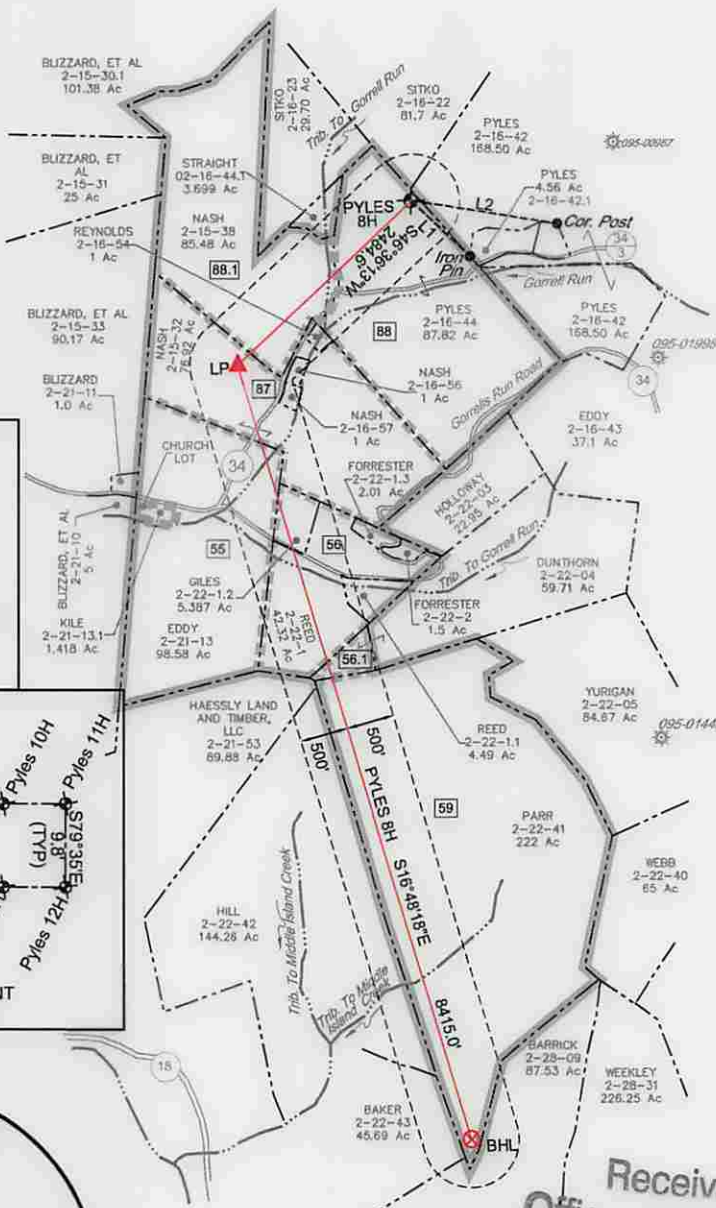 BLIZZARD, ET AL
2-15-30.1
101.38 Ac
SITKO
2-16-23
29.70 Ac
Trib. To Gorrell Run
SITKO
2-16-22
81.7 Ac
PYLES
2-16-42
168.50 Ac
095-00957
BLIZZARD, ET
AL
2-15-31
25 Ac
STRAIGHT
02-16-44.1
3.699 Ac
PYLES
4.56 Ac
2-16-42.1
REYNOLDS
2-16-54
1 Ac
NASH
2-15-38
85.48 Ac
PYLES
8H
L1
S46°36'13"W
2484.6'
L2
Cor. Post
34
3
Iron
Pin
Gorrell Run
88.1
BLIZZARD, ET AL
2-15-33
90.17 Ac
NASH
2-15-32
76.92 Ac
88
PYLES
2-16-44
87.82 Ac
PYLES
2-16-42
168.50 Ac
095-01998
LP
87
NASH
2-16-56
1 Ac
Gorrells Run Road
34
BLIZZARD
2-21-11
1.0 Ac
NASH
2-16-57
1 Ac
EDDY
2-16-43
37.1 Ac
CHURCH
LOT
34
FORRESTER
2-22-1.3
2.01 Ac
HOLLOWAY
2-22-03
22.95 Ac
BLIZZARD, ET AL
2-21-10
5 Ac
55
56
Trib. To Gorrell Run
GILES
2-22-1.2
5.387 Ac
DUNTHORN
2-22-04
59.71 Ac
KILE
2-21-13.1
1.418 Ac
EDDY
2-21-13
98.58 Ac
REED
2-22-1
42.32 Ac
FORRESTER
2-22-2
1.5 Ac
56.1
HAESSLY LAND
AND TIMBER,
LLC
2-21-53
69.88 Ac
YURIGAN
2-22-05
84.67 Ac
095-0144
Pyles 10H
Pyles 11H
REED
2-22-1.1
4.49 Ac
500'
500'
S79°35'E
9.8'
(TYP)
Pyles 12H
PYLES 8H
S16°48'18"E
8415.0'
59
PARR
2-22-41
222 Ac
WEBB
2-22-40
65 Ac
HILL
2-22-42
144.26 Ac
Trib. To Middle Island Creek
Trib. To Middle
Island Creek
NT
18
BARRICK
2-28-09
87.53 Ac
WEEKLEY
2-28-31
226.25 Ac
BAKER
2-22-43
45.69 Ac
BHL
Receiv